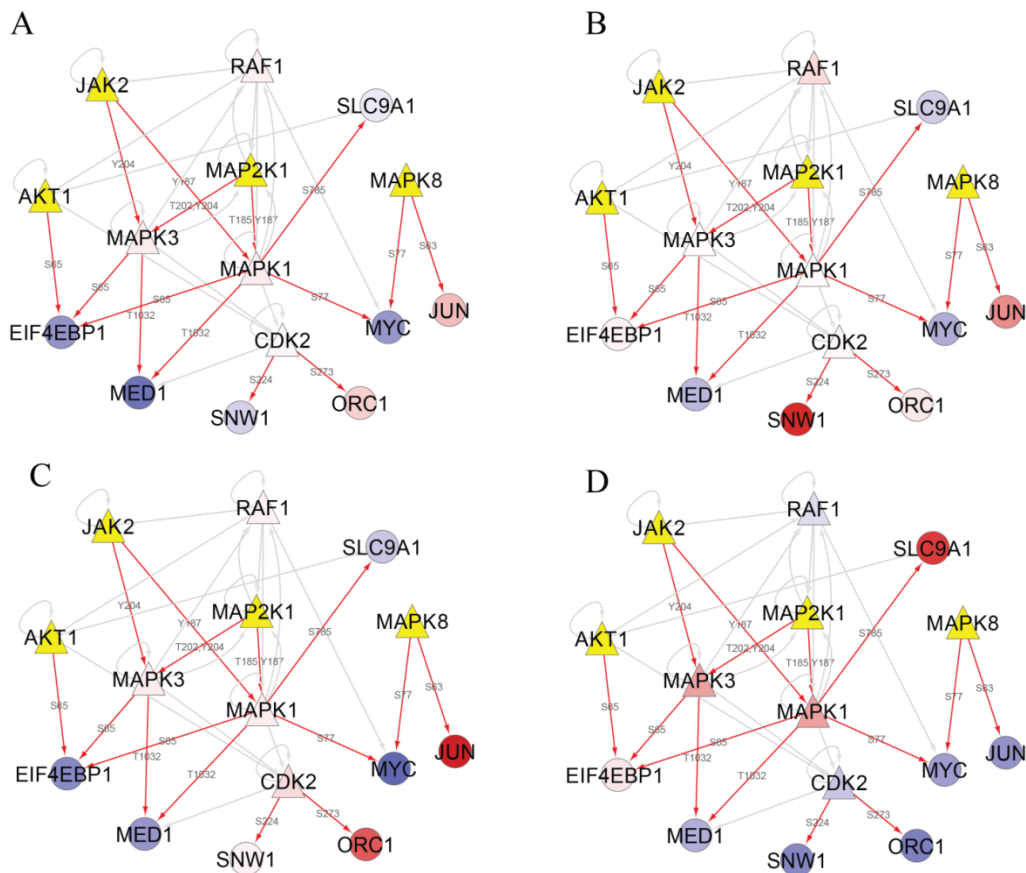 A
JAK2
RAF1
SLC9A1
Y204
AKT1
Y187
MAP2K1
S785
MAPK8
T202,Y204
MAPK3
T185,Y187
S65
S65
MAPK1
S77
S63
S65
S77
EIF4EBP1
T1032
T1032
MYC
JUN
CDK2
MED1
S224
S273
SNW1
ORC1
B
JAK2
RAF1
SLC9A1
Y204
AKT1
Y187
MAP2K1
S785
MAPK8
T202,Y204
MAPK3
T185,Y187
S65
S65
MAPK1
S77
S63
S65
S77
EIF4EBP1
T1032
T1032
MYC
JUN
CDK2
MED1
S224
S273
SNW1
ORC1
C
JAK2
RAF1
SLC9A1
Y204
AKT1
Y187
MAP2K1
S785
MAPK8
T202,Y204
MAPK3
T185,Y187
S65
S65
MAPK1
S77
S63
S65
S77
EIF4EBP1
T1032
T1032
MYC
JUN
CDK2
MED1
S224
S273
SNW1
ORC1
D
JAK2
RAF1
SLC9A1
Y204
AKT1
Y187
MAP2K1
S785
MAPK8
T202,Y204
MAPK3
T185,Y187
S65
S65
MAPK1
S77
S63
S65
S77
EIF4EBP1
T1032
T1032
MYC
JUN
CDK2
MED1
S224
S273
SNW1
ORC1